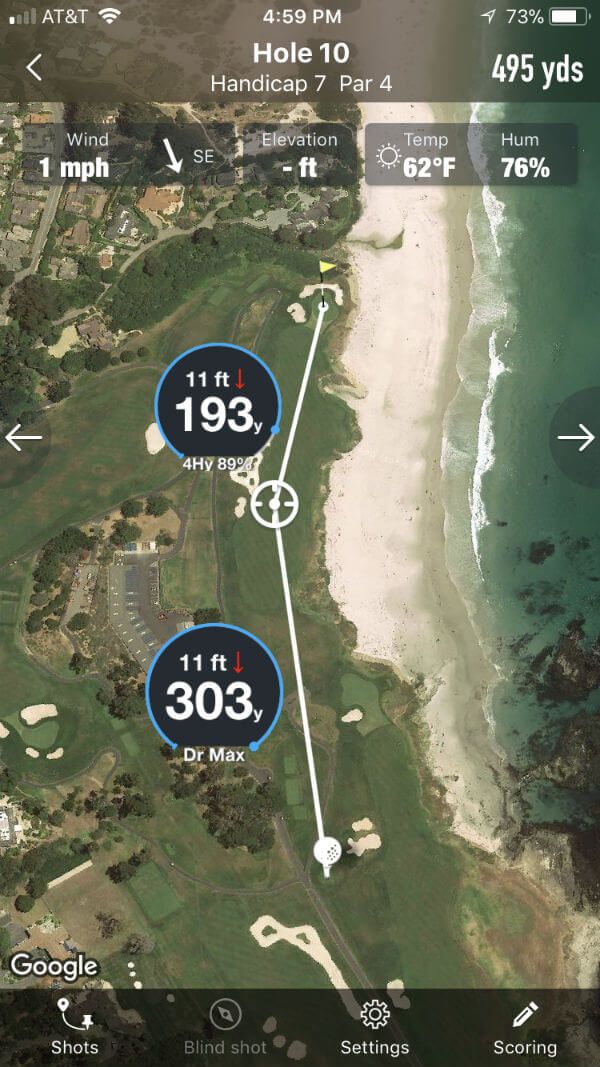 AT&T 4:59 PM 73%
Hole 10
Handicap 7 Par 4
495 yds
Wind
1 mph
SE
Elevation
- ft
Temp
62°F
Hum
76%
11 ft↓
193y
4Hy 89%
11 ft↓
303y
Dr Max
Google
Shots Blind shot Settings Scoring